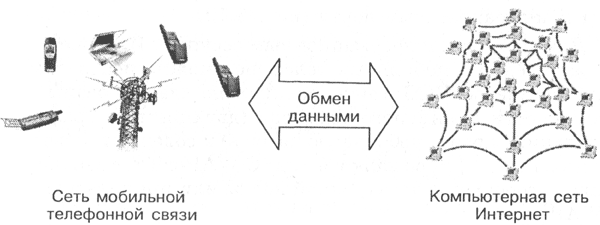 Обмен
данными
Сеть мобильной
телефонной связи
Компьютерная сеть
Интернет